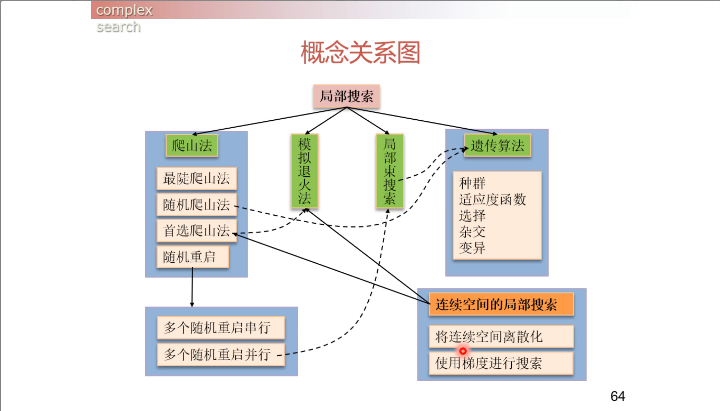 complex
search
概念关系图
局部搜索
爬山法
最陡爬山法
随机爬山法
首选爬山法
随机重启
模拟退火法
局部束搜索
遗传算法
种群
适应度函数
选择
杂交
变异
多个随机重启串行
多个随机重启并行
连续空间的局部搜索
将连续空间离散化
使用梯度进行搜索
64